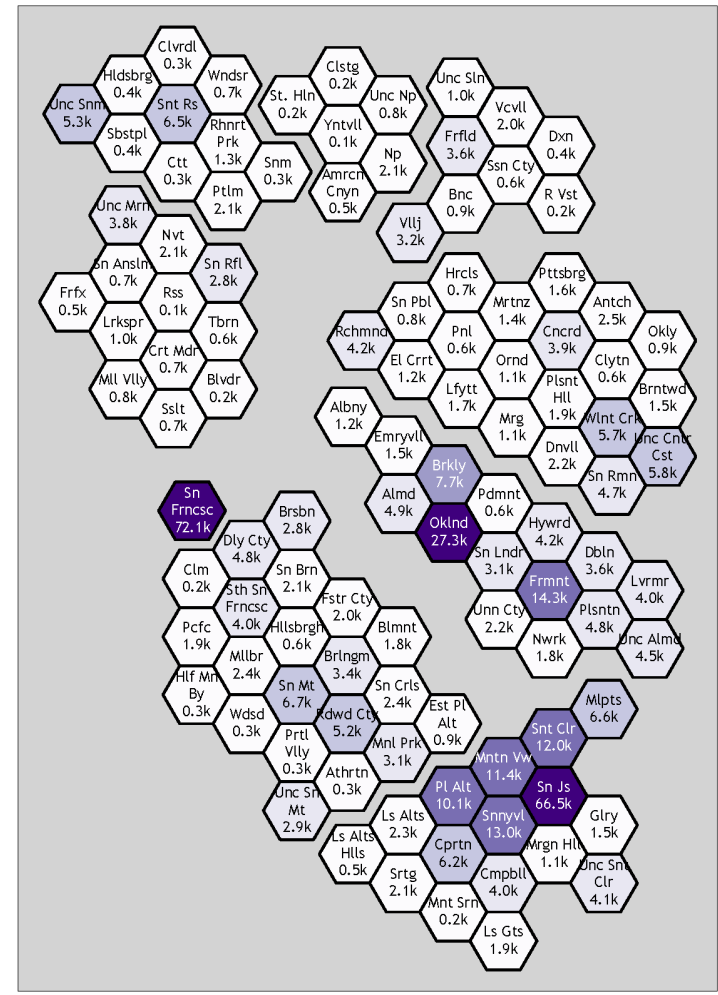 Clvrdl
0.3k
Hldsbrg
0.4k
Wndsr
0.7k
Unc Snm
5.3k
Snt Rs
6.5k
Sbstpl
0.4k
Rhnrt
Prk
1.3k
Ctt
0.3k
Snm
0.3k
Ptlm
2.1k
Clstg
0.2k
St. Hln
0.2k
Unc Np
0.8k
Yntvll
0.1k
Np
2.1k
Amrcn
Cnyn
0.5k
Unc Sln
1.0k
Vcvll
2.0k
Frfld
3.6k
Dxn
0.4k
Ssn Cty
0.6k
Bnc
0.9k
R Vst
0.2k
Vllj
3.2k
Unc Mrn
3.8k
Nvt
2.1k
Sn Anslm
0.7k
Sn Rfl
2.8k
Frfx
0.5k
Rss
0.1k
Lrkspr
1.0k
Tbrn
0.6k
Crt Mdr
0.7k
Mll Vlly
0.8k
Blvdr
0.2k
Sslt
0.7k
Hrcls
0.7k
Pttsbrg
1.6k
Sn Pbl
0.8k
Mrtnz
1.4k
Antch
2.5k
Rchmnd
4.2k
Pnl
0.6k
Cncrd
3.9k
Okly
0.9k
El Crrt
1.2k
Ornd
1.1k
Clytn
0.6k
Lfytt
1.7k
Plsnt
Hll
1.9k
Brntwd
1.5k
Mrg
1.1k
Wlnt Crk
5.7k
Dnvll
2.2k
Unc Cntr
Cst
5.8k
Sn Rmn
4.7k
Albny
1.2k
Emryvll
1.5k
Brkly
7.7k
Almd
4.9k
Pdmnt
0.6k
Oklnd
27.3k
Hywrd
4.2k
Sn Lndr
3.1k
Dbln
3.6k
Frmnt
14.3k
Lvrmr
4.0k
Unn Cty
2.2k
Plsntn
4.8k
Nwrk
1.8k
Unc Almd
4.5k
Sn
Frncsc
72.1k
Brsbn
2.8k
Dly Cty
4.8k
Clm
0.2k
Sn Brn
2.1k
Sth Sn
Frncsc
4.0k
Fstr Cty
2.0k
Pcfc
1.9k
Hllsbrgh
0.6k
Blmnt
1.8k
Mllbr
2.4k
Brlngm
3.4k
Hlf Mn
By
0.3k
Sn Mt
6.7k
Sn Crls
2.4k
Wdsd
0.3k
Rdwd Cty
5.2k
Est Pl
Alt
0.9k
Prtl
Vlly
0.3k
Mnl Prk
3.1k
Athrtn
0.3k
Unc Sn
Mt
2.9k
Mlpts
6.6k
Snt Clr
12.0k
Mntn Vw
11.4k
Pl Alt
10.1k
Sn Js
66.5k
Ls Alts
2.3k
Snnyvl
13.0k
Glry
1.5k
Ls Alts
Hlls
0.5k
Cprtn
6.2k
Mrgn Hll
1.1k
Srtg
2.1k
Cmpbll
4.0k
Unc Snt
Clr
4.1k
Mnt Srn
0.2k
Ls Gts
1.9k